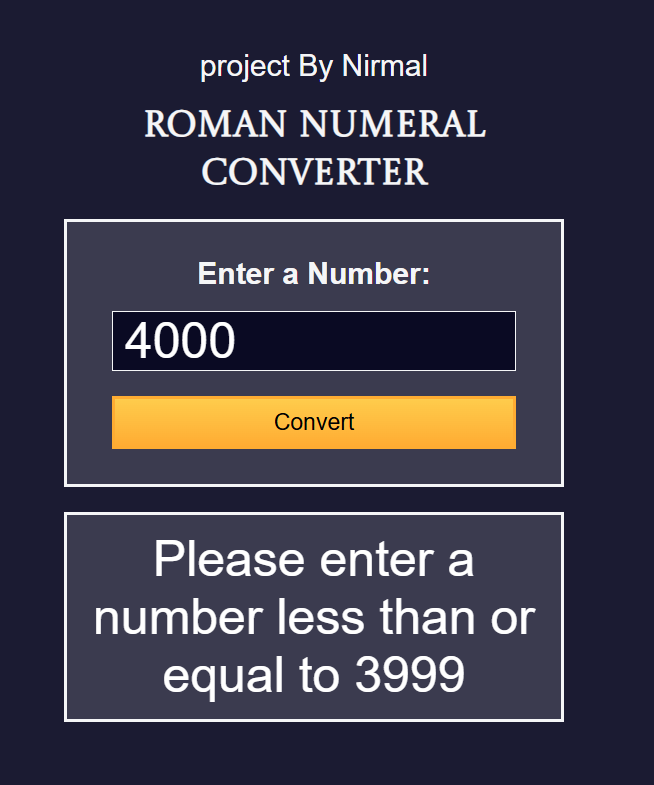 project By Nirmal
ROMAN NUMERAL
CONVERTER
Enter a Number:
4000
Convert
Please enter a
number less than or
equal to 3999